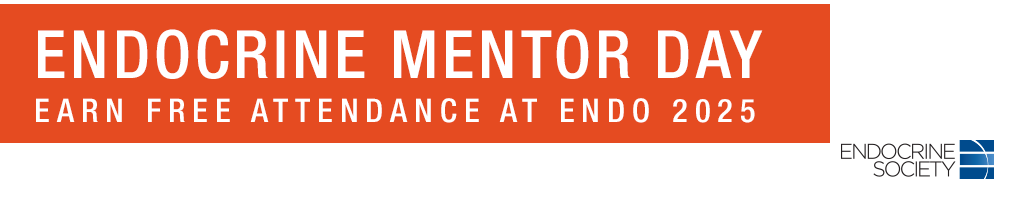 ENDOCRINE MENTOR DAY
EARN FREE ATTENDANCE AT ENDO 2025
ENDOCRINE
SOCIETY